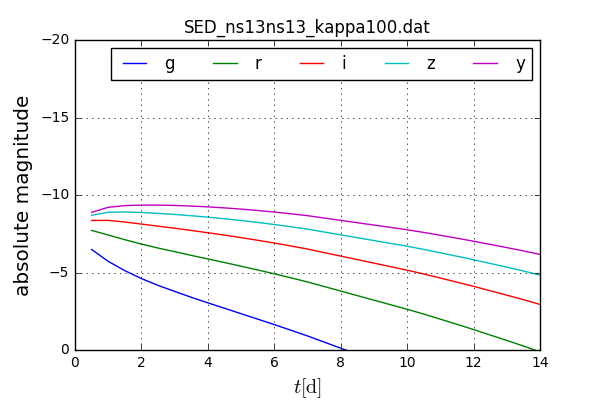 SED_ns13ns13_kappa100.dat
g r i z y
absolute magnitude
−20
−15
−10
−5
0
0 2 4 6 8 10 12 14
t[d]